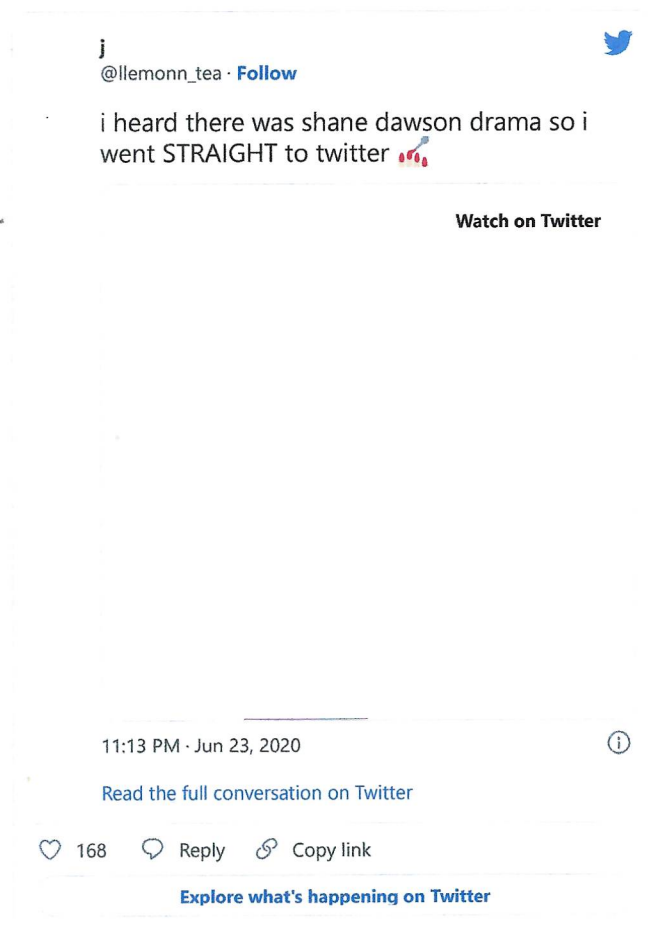 j
@llemonn_tea · Follow
i heard there was shane dawson drama so i
went STRAIGHT to twitter 💅
Watch on Twitter
11:13 PM · Jun 23, 2020
Read the full conversation on Twitter
168 Reply Copy link
Explore what's happening on Twitter